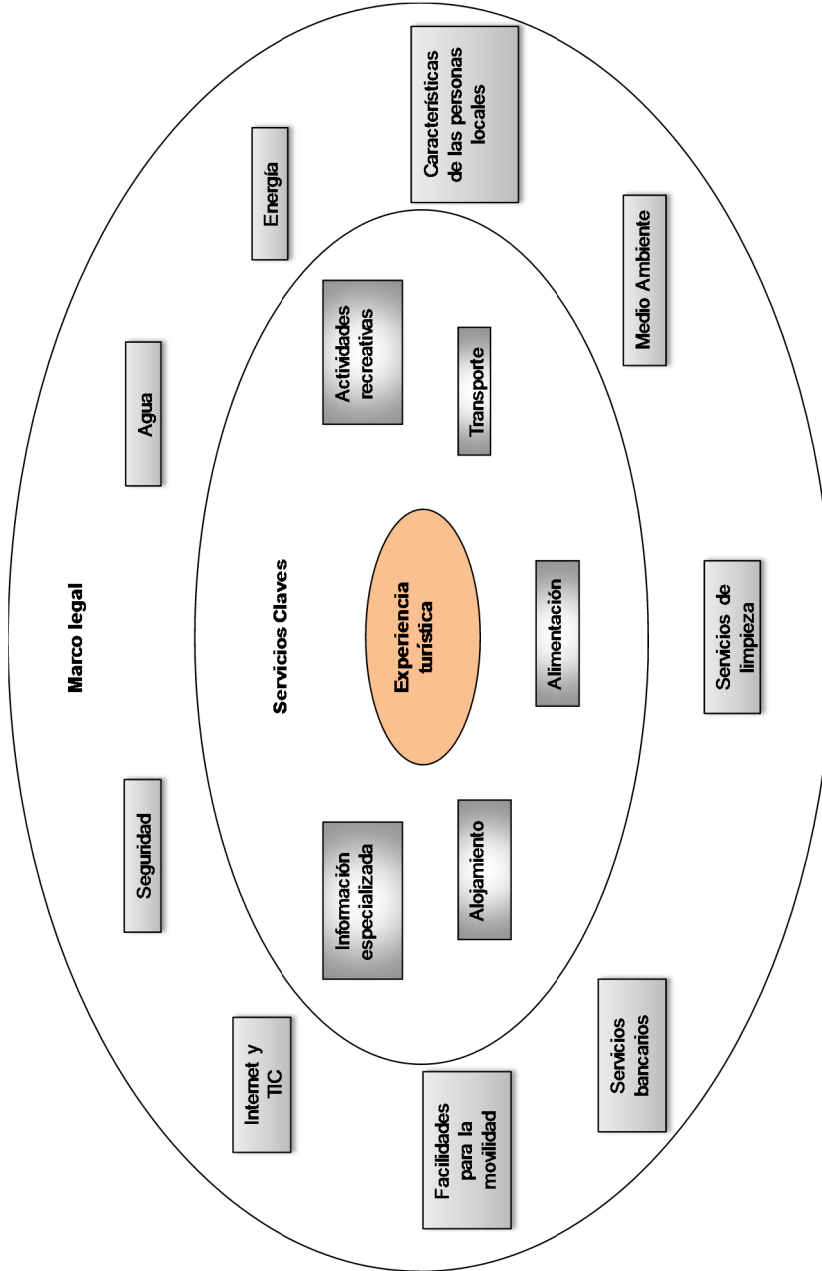 Marco legal
Seguridad
Agua
Internet y
TIC
Energía
Servicios Claves
Información
especializada
Actividades
recreativas
Experiencia
turística
Facilidades
para la
movilidad
Características
de las personas
locales
Alojamiento
Transporte
Alimentación
Servicios
bancarios
Medio Ambiente
Servicios de
limpieza